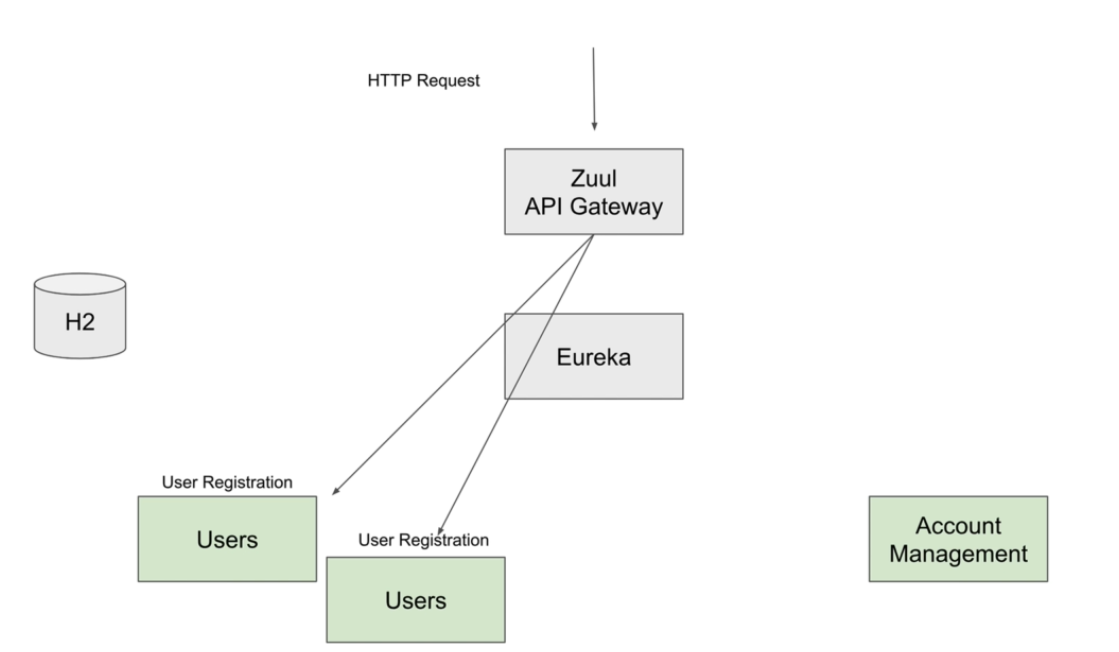 HTTP Request
Zuul
API Gateway
H2
Eureka
User Registration
Users
User Registration
Users
Account
Management